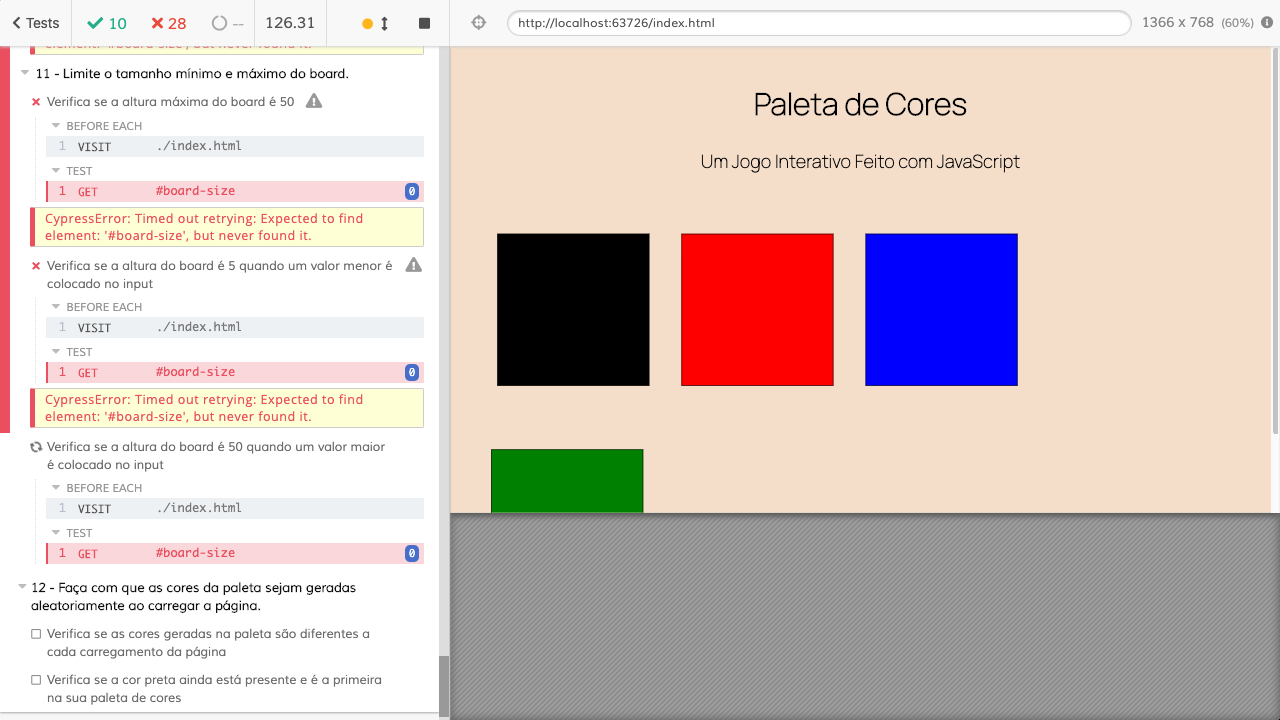 Tests
10
28
--
126.31
http://localhost:63726/index.html
1366 x 768 (60%)
element: '#board-size', but never found it.
11 - Limite o tamanho mínimo e máximo do board.
Verifica se a altura máxima do board é 50
BEFORE EACH
1 VISIT ./index.html
TEST
1 GET #board-size 0
CypressError: Timed out retrying: Expected to find
element: '#board-size', but never found it.
Verifica se a altura do board é 5 quando um valor menor é
colocado no input
BEFORE EACH
1 VISIT ./index.html
TEST
1 GET #board-size 0
CypressError: Timed out retrying: Expected to find
element: '#board-size', but never found it.
Verifica se a altura do board é 50 quando um valor maior
é colocado no input
BEFORE EACH
1 VISIT ./index.html
TEST
1 GET #board-size 0
12 - Faça com que as cores da paleta sejam geradas
aleatoriamente ao carregar a página.
Verifica se as cores geradas na paleta são diferentes a
cada carregamento da página
Verifica se a cor preta ainda está presente e é a primeira
na sua paleta de cores
Paleta de Cores
Um Jogo Interativo Feito com JavaScript